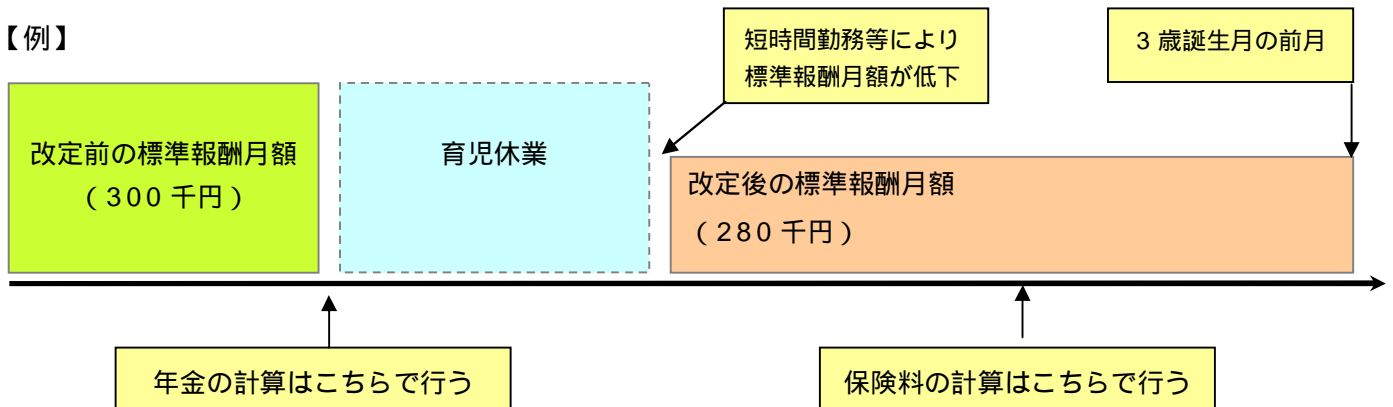 【例】
短時間勤務等により
標準報酬月額が低下
3歳誕生月の前月
改定前の標準報酬月額
(300千円)
育児休業
改定後の標準報酬月額
(280千円)
年金の計算はこちらで行う
保険料の計算はこちらで行う